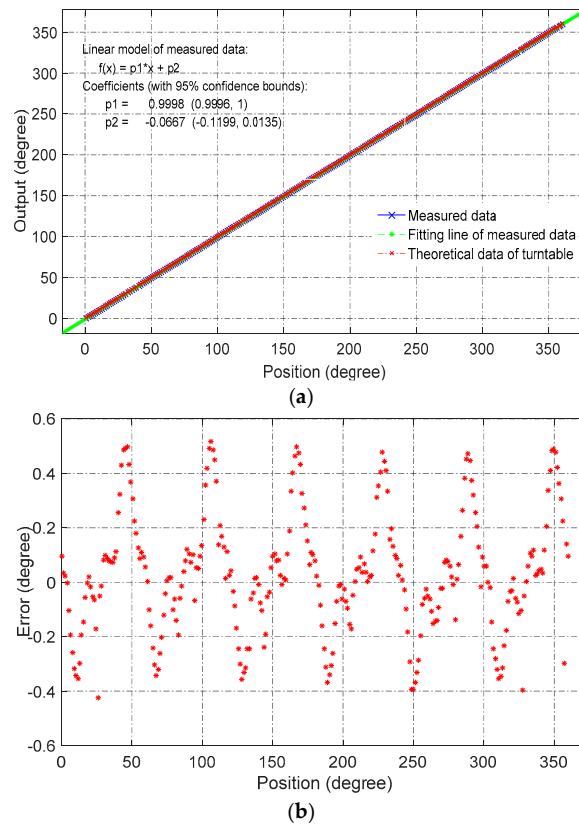 350
300
250
200
150
100
50
0
Output (degree)
Linear model of measured data:
f(x) = p1*x + p2
Coefficients (with 95% confidence bounds):
p1 = 0.9998 (0.9996, 1)
p2 = -0.0667 (-0.1199, 0.0135)
Measured data
Fitting line of measured data
Theoretical data of turntable
0 50 100 150 200 250 300 350
Position (degree)
(a)
0.6
0.4
0.2
0
-0.2
-0.4
-0.6
Error (degree)
0 50 100 150 200 250 300 350
Position (degree)
(b)